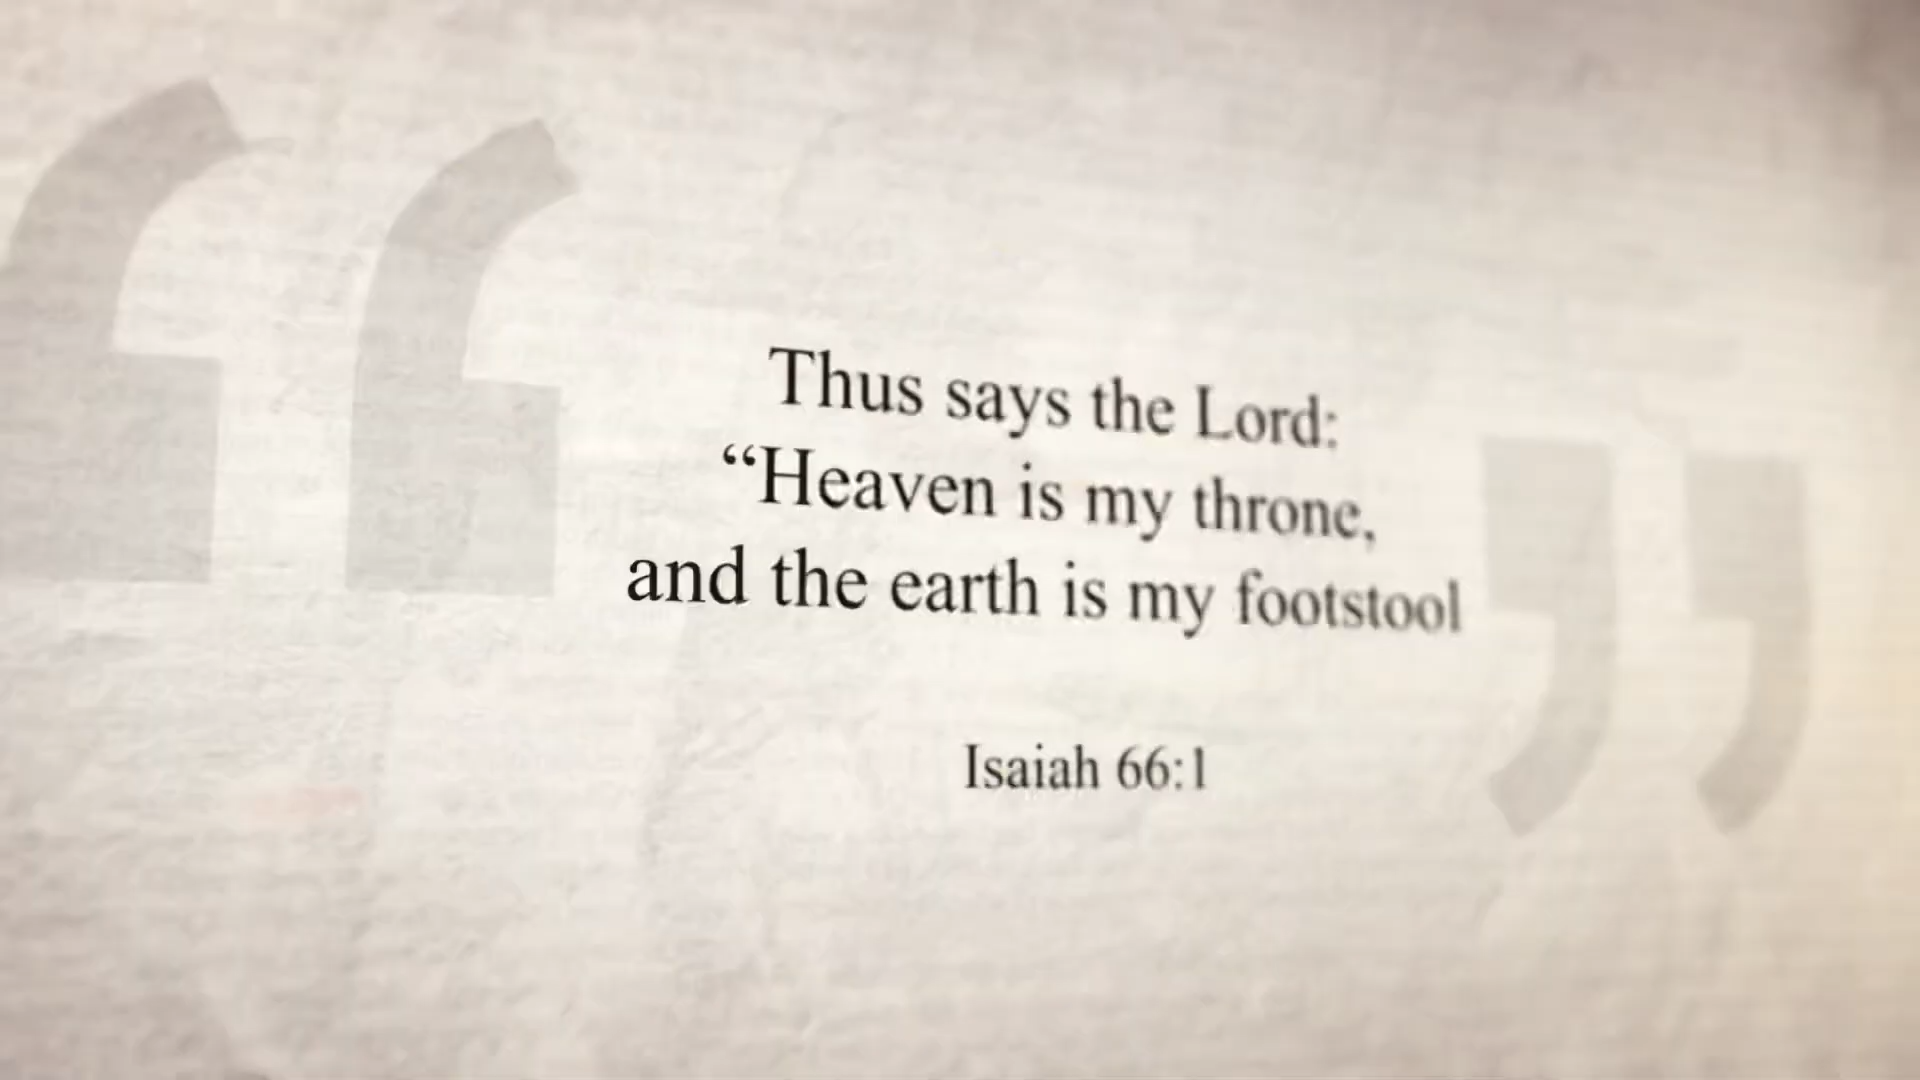 Thus says the Lord:
“Heaven is my throne,
and the earth is my footstool
Isaiah 66:1